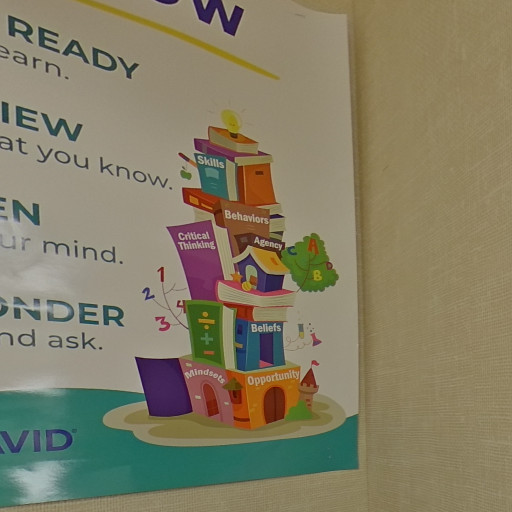 OW
READY
earn.
IEW
at you know.
EN
ur mind.
ONDER
nd ask.
AVID
Skills
Behaviors
Critical
Thinking
Agency
C A D
B
1
2
3 4
Beliefs
Mindsets
Opportunity